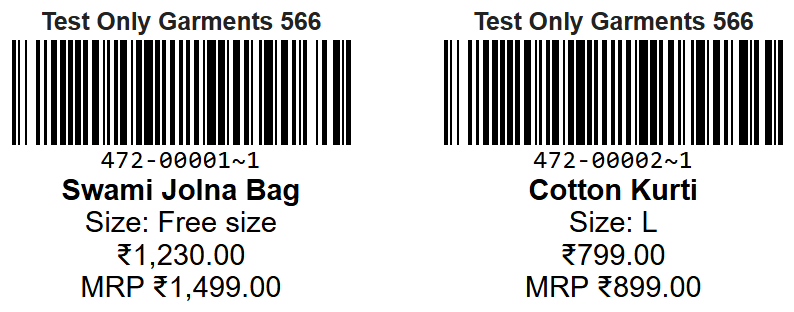 Test Only Garments 566
472-00001~1
Swami Jolna Bag
Size: Free size
₹1,230.00
MRP ₹1,499.00
Test Only Garments 566
472-00002~1
Cotton Kurti
Size: L
₹799.00
MRP ₹899.00